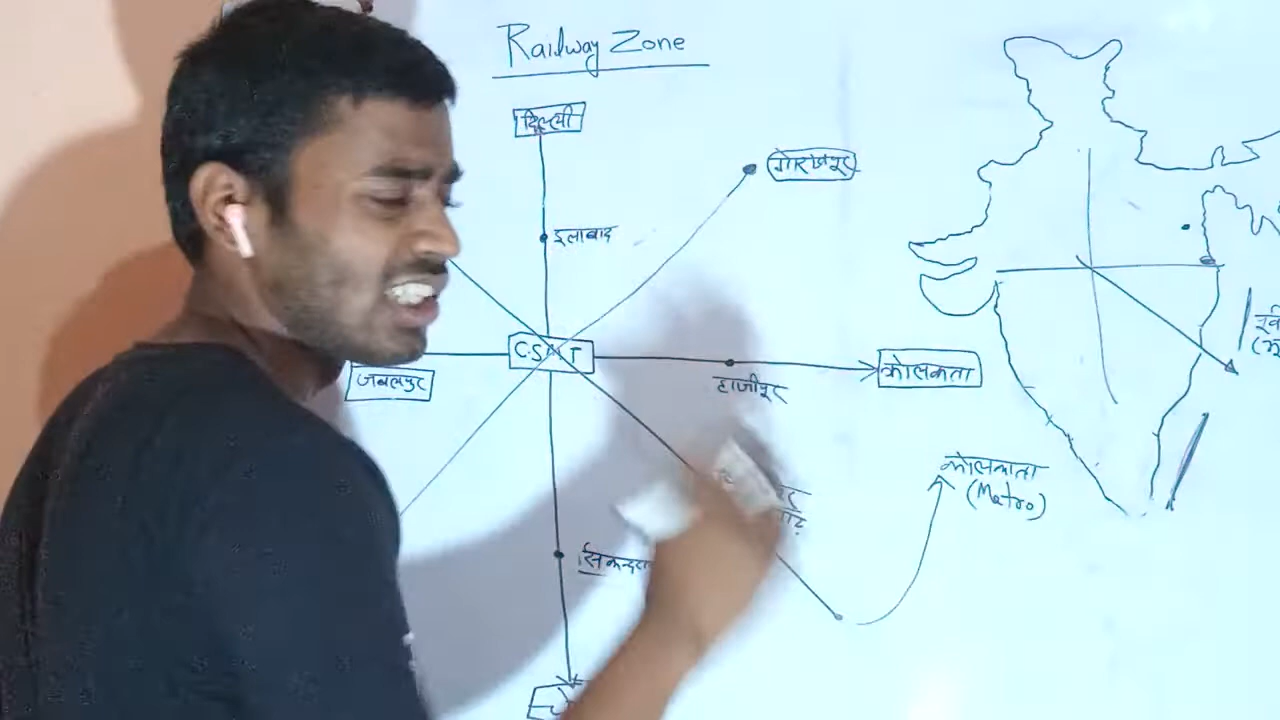 Railway Zone
दिल्ली
गोरखपुर
इलाबाद
C.S.M.T
जबलपुर
हाजीपुर
कोलकाता
कोलकाता
(Metro)